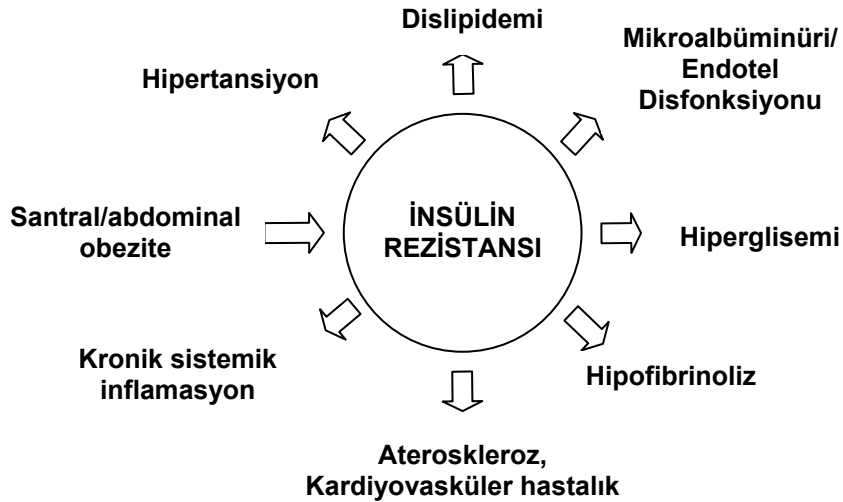 Dislipidemi
Mikroalbüminüri/
Endotel
Disfonksiyonu
Hipertansiyon
Santral/abdominal
obezite
İNSÜLİN
REZİSTANSI
Hiperglisemi
Kronik sistemik
inflamasyon
Hipofibrinoliz
Ateroskleroz,
Kardiyovasküler hastalık